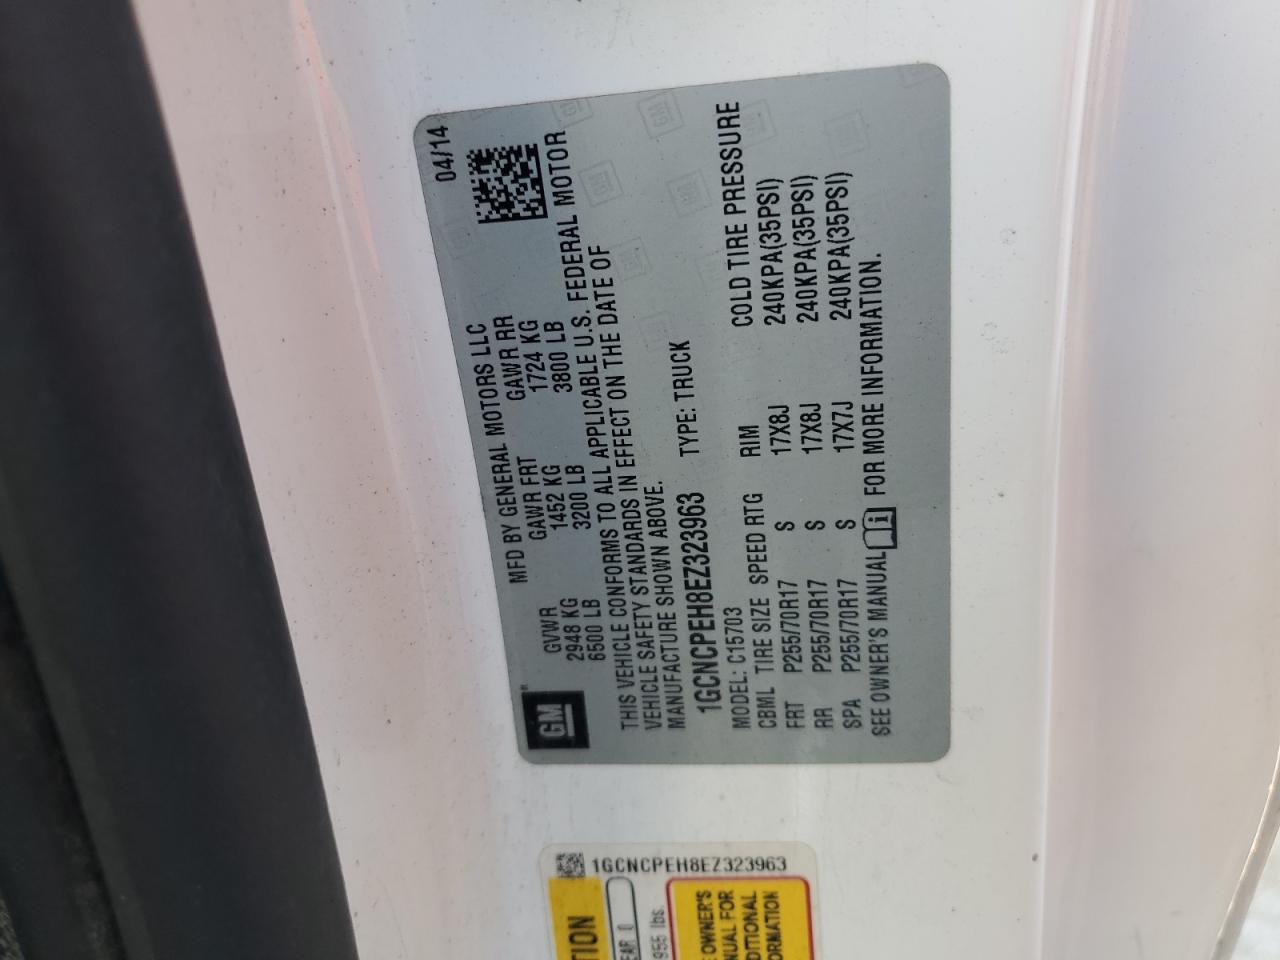 04/14
MFD BY GENERAL MOTORS LLC
GVWR GAWR FRT GAWR RR
2948 KG 1452 KG 1724 KG
6500 LB 3200 LB 3800 LB
GM
THIS VEHICLE CONFORMS TO ALL APPLICABLE U.S. FEDERAL MOTOR
VEHICLE SAFETY STANDARDS IN EFFECT ON THE DATE OF
MANUFACTURE SHOWN ABOVE.
1GCNCPEH8EZ323963 TYPE: TRUCK
MODEL: C15703
CBML TIRE SIZE SPEED RTG RIM COLD TIRE PRESSURE
FRT P255/70R17 S 17X8J 240KPA(35PSI)
RR P255/70R17 S 17X8J 240KPA(35PSI)
SPA P255/70R17 S 17X7J 240KPA(35PSI)
SEE OWNER'S MANUAL FOR MORE INFORMATION.
1GCNCPEH8EZ323963
TION
EAR 0
955 lbs.
OWNER'S
NUAL FOR
DITIONAL
ORMATION